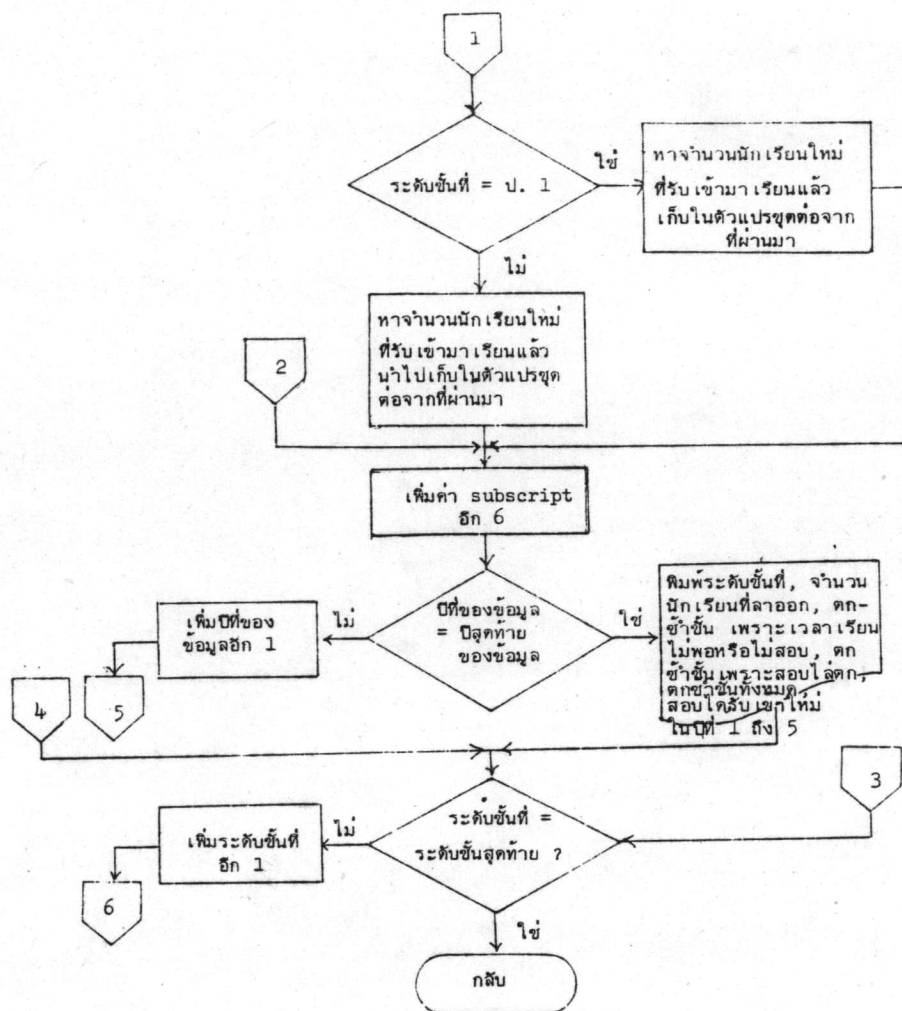 1
ระดับชั้นที่ = ป. 1
ใช่
หาจำนวนนักเรียนใหม่
ที่รับเข้ามาเรียนแล้ว
เก็บในตัวแปรชุดต่อจาก
ที่ผ่านมา
ไม่
หาจำนวนนักเรียนใหม่
ที่รับเข้ามาเรียนแล้ว
นำไปเก็บในตัวแปรชุด
ต่อจากที่ผ่านมา
2
เพิ่มค่า subscript
อีก 6
ปีที่ของข้อมูล
= ปีสุดท้าย
ของข้อมูล
ไม่
เพิ่มปีที่ของ
ข้อมูลอีก 1
5
4
ใช่
พิมพ์ระดับชั้นที่, จำนวน
นักเรียนที่ลาออก, ตก-
ซ้ำชั้น เพราะเวลาเรียน
ไม่พอหรือไม่สอบ, ตก
ซ้ำชั้นเพราะสอบไล่ตก,
ตกซ้ำชั้นทั้งหมด
สอบได้รับเข้าใหม่
ในปีที่ 1 ถึง 5
3
ระดับชั้นที่ =
ระดับชั้นสุดท้าย ?
ไม่
เพิ่มระดับชั้นที่
อีก 1
6
ใช่
กลับ